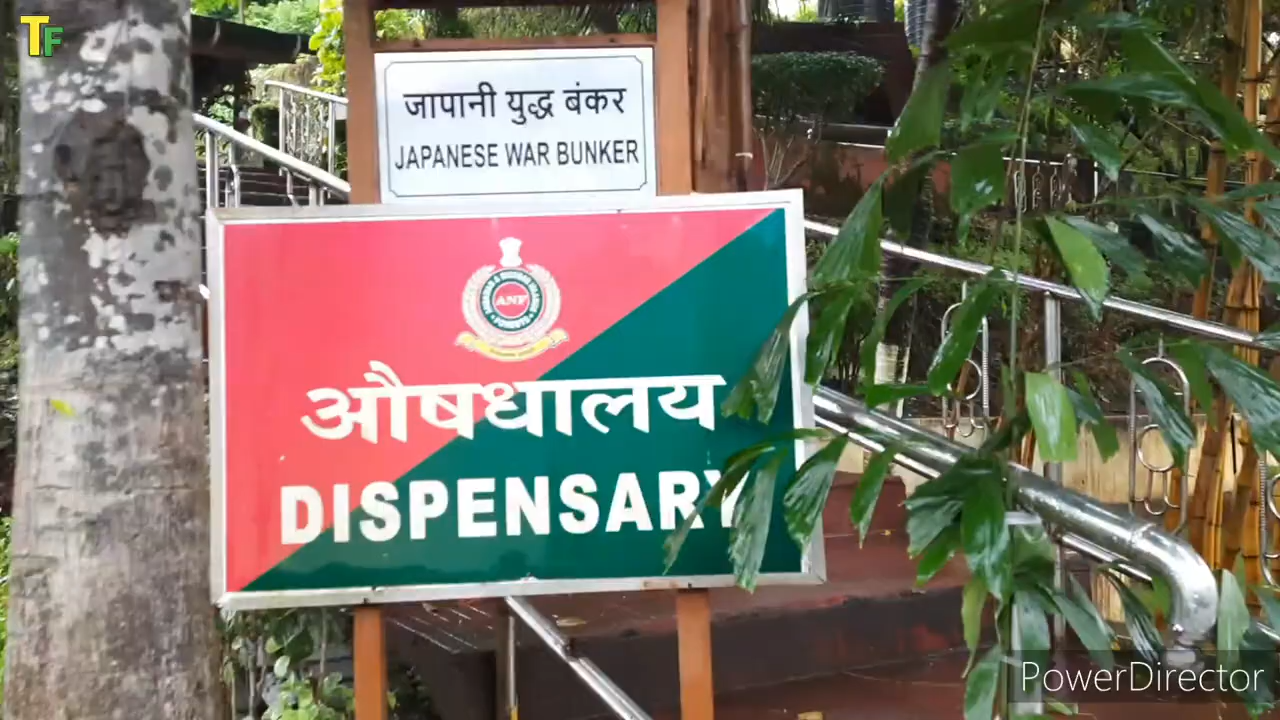 TF
जापानी युद्ध बंकर
JAPANESE WAR BUNKER
ANF
औषधालय
DISPENSARY
PowerDirector